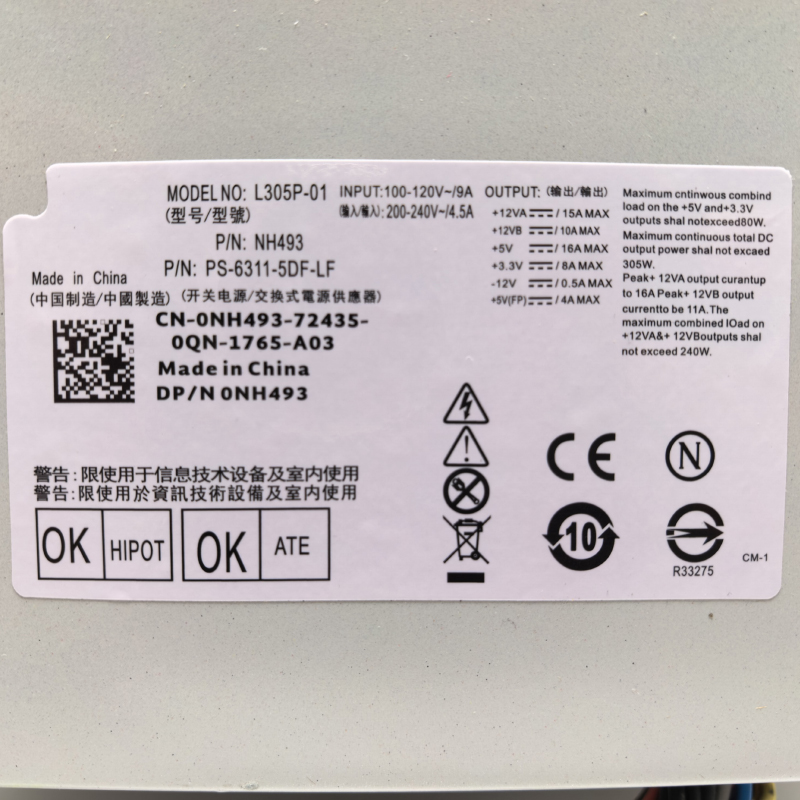 MODEL NO: L305P-01
(型号/型號)
P/N: NH493
P/N: PS-6311-5DF-LF
(开关电源/交换式電源供應器)
Made in China
(中国制造/中國製造)
INPUT:100-120V~/9A
(输入/輸入): 200-240V~/4.5A
OUTPUT: (输出/輸出)
+12VA ⎓ / 15A MAX
+12VB ⎓ / 10A MAX
+5V ⎓ / 16A MAX
+3.3V ⎓ / 8A MAX
-12V ⎓ / 0.5A MAX
+5V(FP) ⎓ / 4A MAX
Maximum cntinwous combind
load on the +5V and+3.3V
outputs shal notexceed80W.
Maximum continuous total DC
output power shal not excaed
305W.
Peak+ 12VA output curantup
to 16A Peak+ 12VB output
currentto be 11A.The
maximum combined lOad on
+12VA&+ 12VBoutputs shal
not exceed 240W.
CN-0NH493-72435-
0QN-1765-A03
Made in China
DP/N 0NH493
警告: 限使用于信息技术设备及室内使用
警告: 限使用於資訊技術設備及室內使用
OK HIPOT
OK ATE
CE
N
10
R33275
CM-1